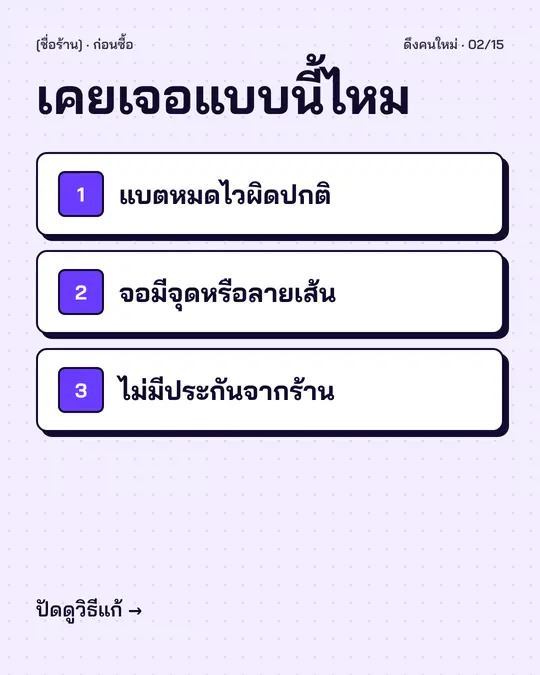 [ชื่อร้าน] · ก่อนซื้อ
ดึงคนใหม่ · 02/15
เคยเจอแบบนี้ไหม
1 แบตหมดไวผิดปกติ
2 จอมีจุดหรือลายเส้น
3 ไม่มีประกันจากร้าน
ปัดดูวิธีแก้ →